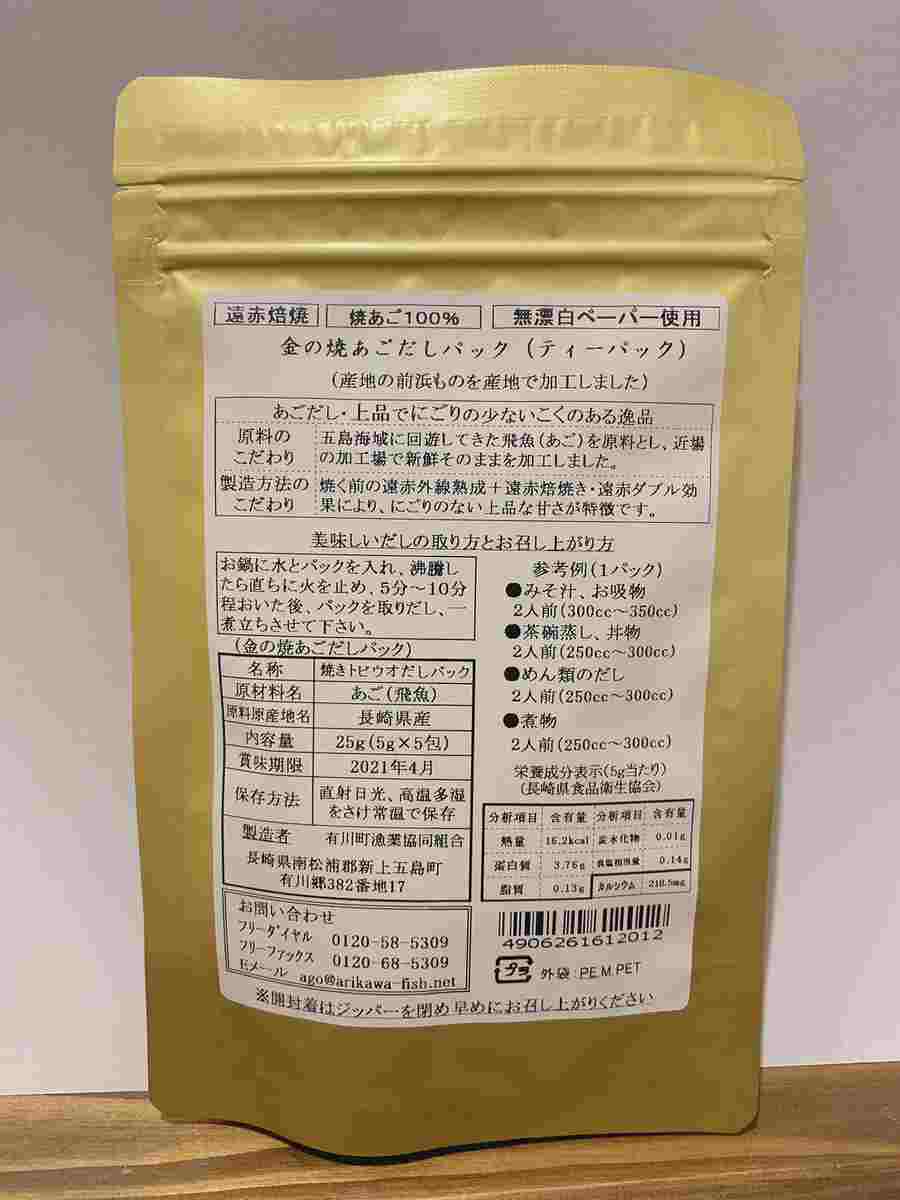 遠赤焙焼 焼あご100% 無漂白ペーパー使用
金の焼あごだしパック（ティーパック）
（産地の前浜ものを産地で加工しました）
あごだし・上品でにごりの少ないこくのある逸品
原料の
こだわり
五島海域に回遊してきた飛魚（あご）を原料とし、近場
の加工場で新鮮そのままを加工しました。
製造方法の
こだわり
焼く前の遠赤外線熟成＋遠赤焙焼き・遠赤ダブル効
果により、にごりのない上品な甘さが特徴です。
美味しいだしの取り方とお召し上がり方
お鍋に水とパックを入れ、沸騰し
たら直ちに火を止め、5分～10分
程おいた後、パックを取りだし、一
煮立ちさせて下さい。
（金の焼あごだしパック）
名称 焼きトビウオだしパック
原材料名 あご（飛魚）
原料原産地名 長崎県産
内容量 25g（5g×5包）
賞味期限 2021年4月
保存方法 直射日光、高温多湿
をさけ常温で保存
製造者 有川町漁業協同組合
長崎県南松浦郡新上五島町
有川郷382番地17
お問い合わせ
フリーダイヤル 0120-58-5309
フリーファックス 0120-68-5309
Eメール ago@arikawa-fish.net
参考例（1パック）
●みそ汁、お吸物
2人前（300cc～350cc）
●茶碗蒸し、丼物
2人前（250cc～300cc）
●めん類のだし
2人前（250cc～300cc）
●煮物
2人前（250cc～300cc）
栄養成分表示（5g当たり）
（長崎県食品衛生協会）
分析項目 含有量 分析項目 含有量
熱量 16.2kcal 炭水化物 0.01g
蛋白質 3.76g 食塩相当量 0.14g
脂質 0.13g カルシウム 218.5mg
4906261612012
プラ 外袋：PE.M.PET
※開封着はジッパーを閉め早めにお召し上がりください